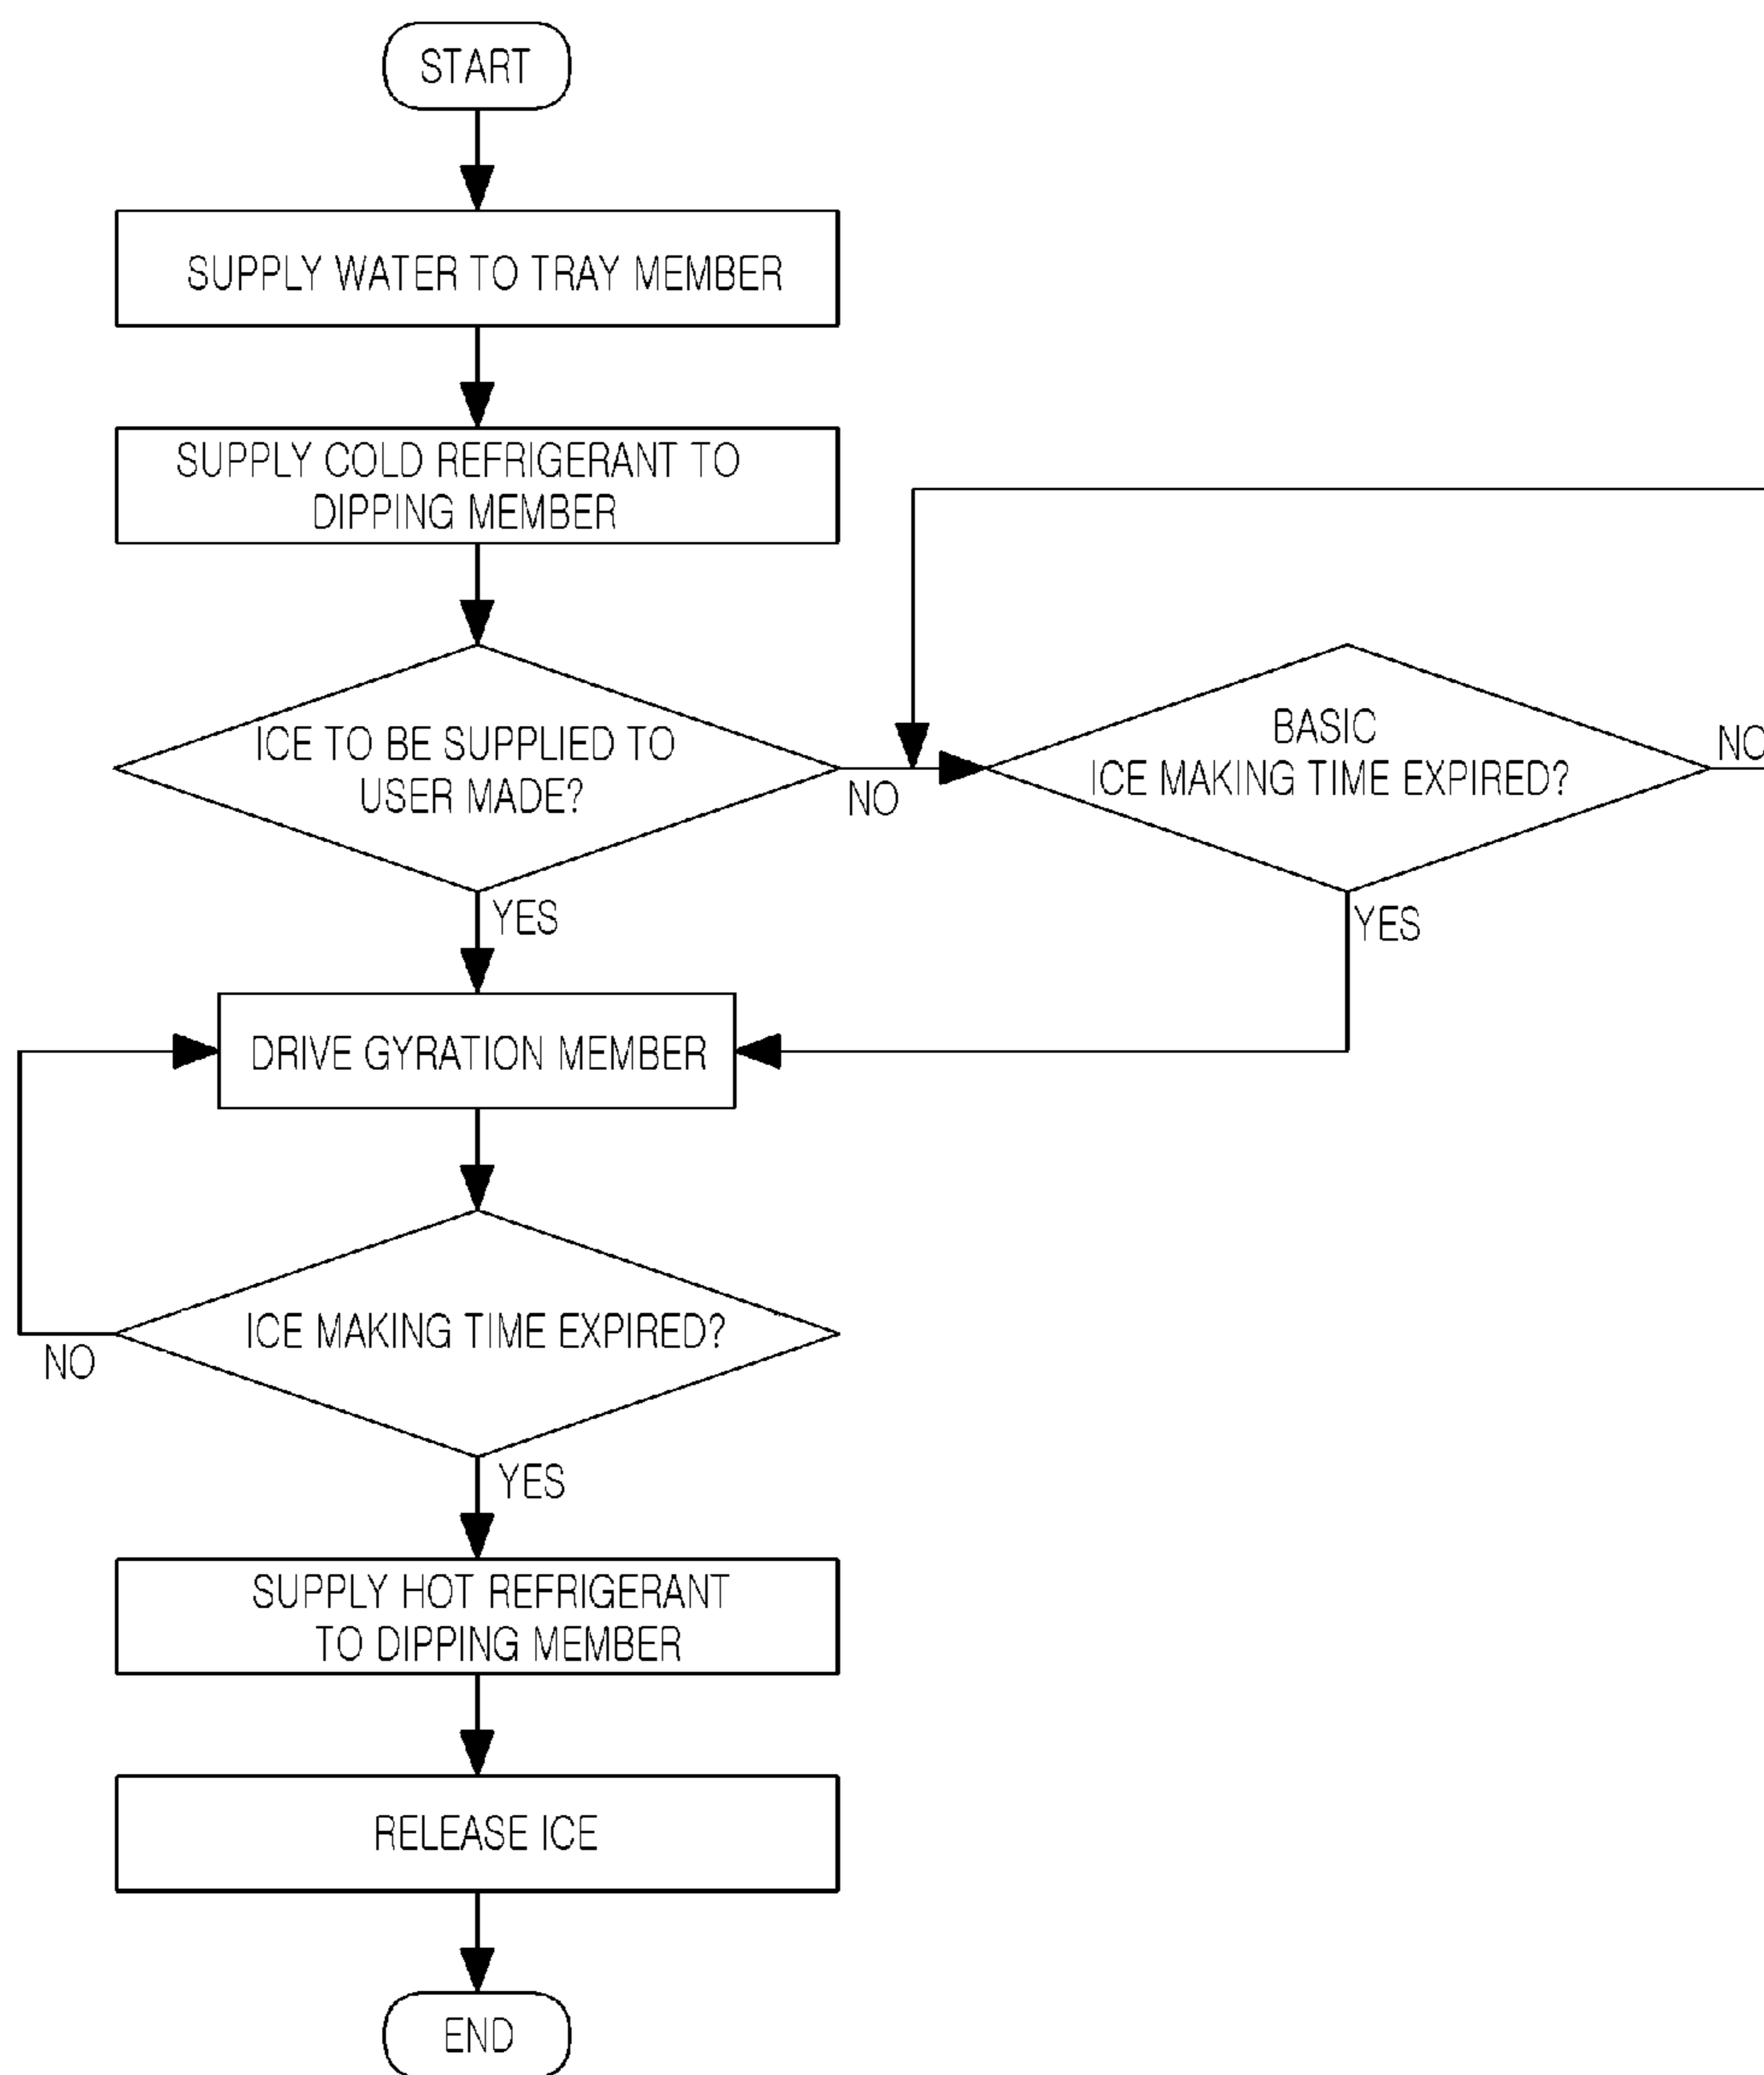 START
SUPPLY WATER TO TRAY MEMBER
SUPPLY COLD REFRIGERANT TO
DIPPING MEMBER
ICE TO BE SUPPLIED TO
USER MADE?
NO
BASIC
ICE MAKING TIME EXPIRED?
NO
YES
YES
DRIVE GYRATION MEMBER
ICE MAKING TIME EXPIRED?
NO
YES
SUPPLY HOT REFRIGERANT
TO DIPPING MEMBER
RELEASE ICE
END